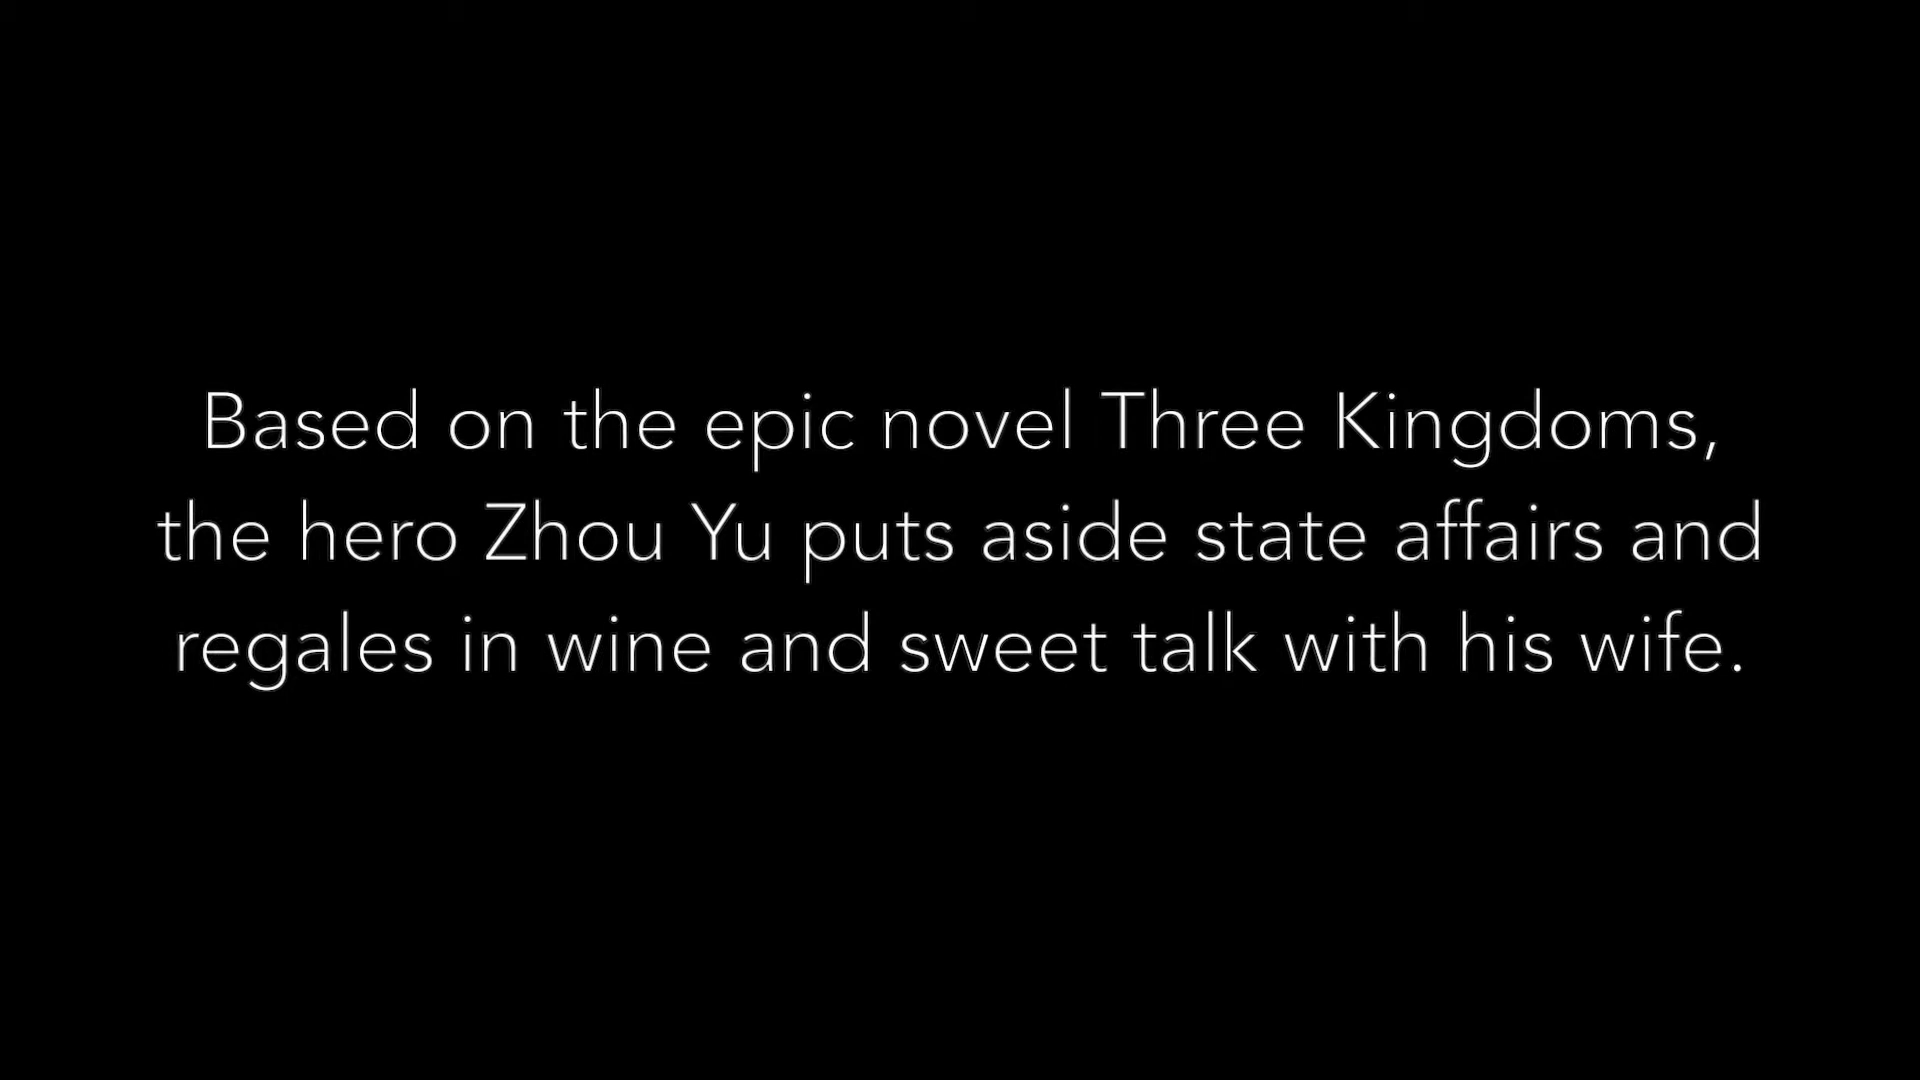 Based on the epic novel Three Kingdoms,
the hero Zhou Yu puts aside state affairs and
regales in wine and sweet talk with his wife.